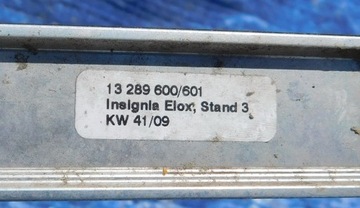 13 289 600/601
Insignia Elox, Stand 3
KW 41/09